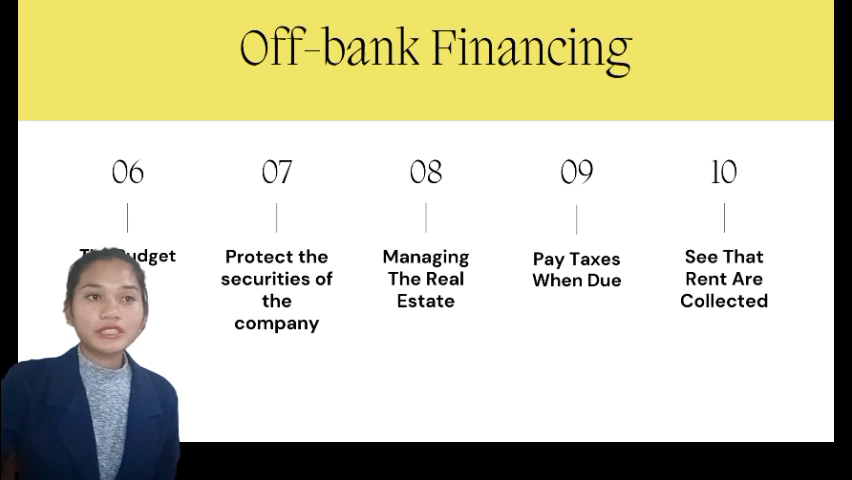 Off-bank Financing
06
07
08
09
10
Budget
Protect the
securities of
the
company
Managing
The Real
Estate
Pay Taxes
When Due
See That
Rent Are
Collected